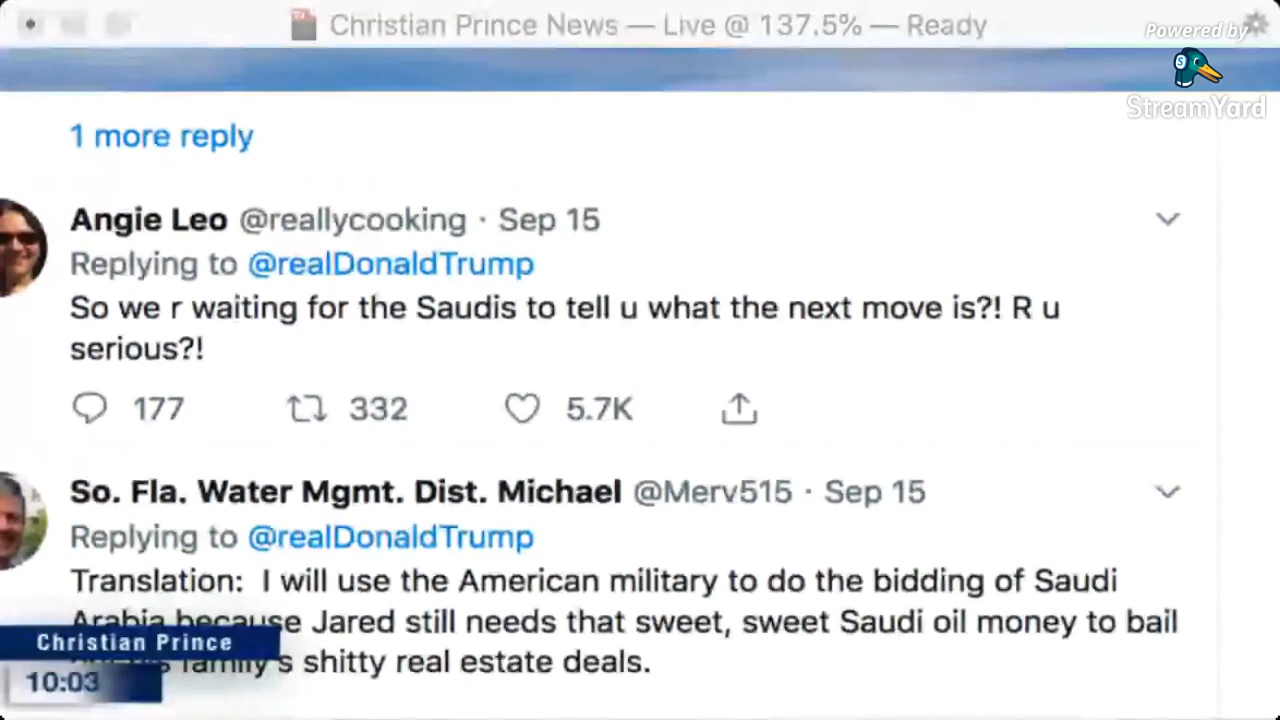 Christian Prince News — Live @ 137.5% — Ready
Powered by
StreamYard
1 more reply
Angie Leo @reallycooking · Sep 15
Replying to @realDonaldTrump
So we r waiting for the Saudis to tell u what the next move is?! R u
serious?!
177 332 5.7K
So. Fla. Water Mgmt. Dist. Michael @Merv515 · Sep 15
Replying to @realDonaldTrump
Translation: I will use the American military to do the bidding of Saudi
Arabia because Jared still needs that sweet, sweet Saudi oil money to bail
family's shitty real estate deals.
Christian Prince
10:03